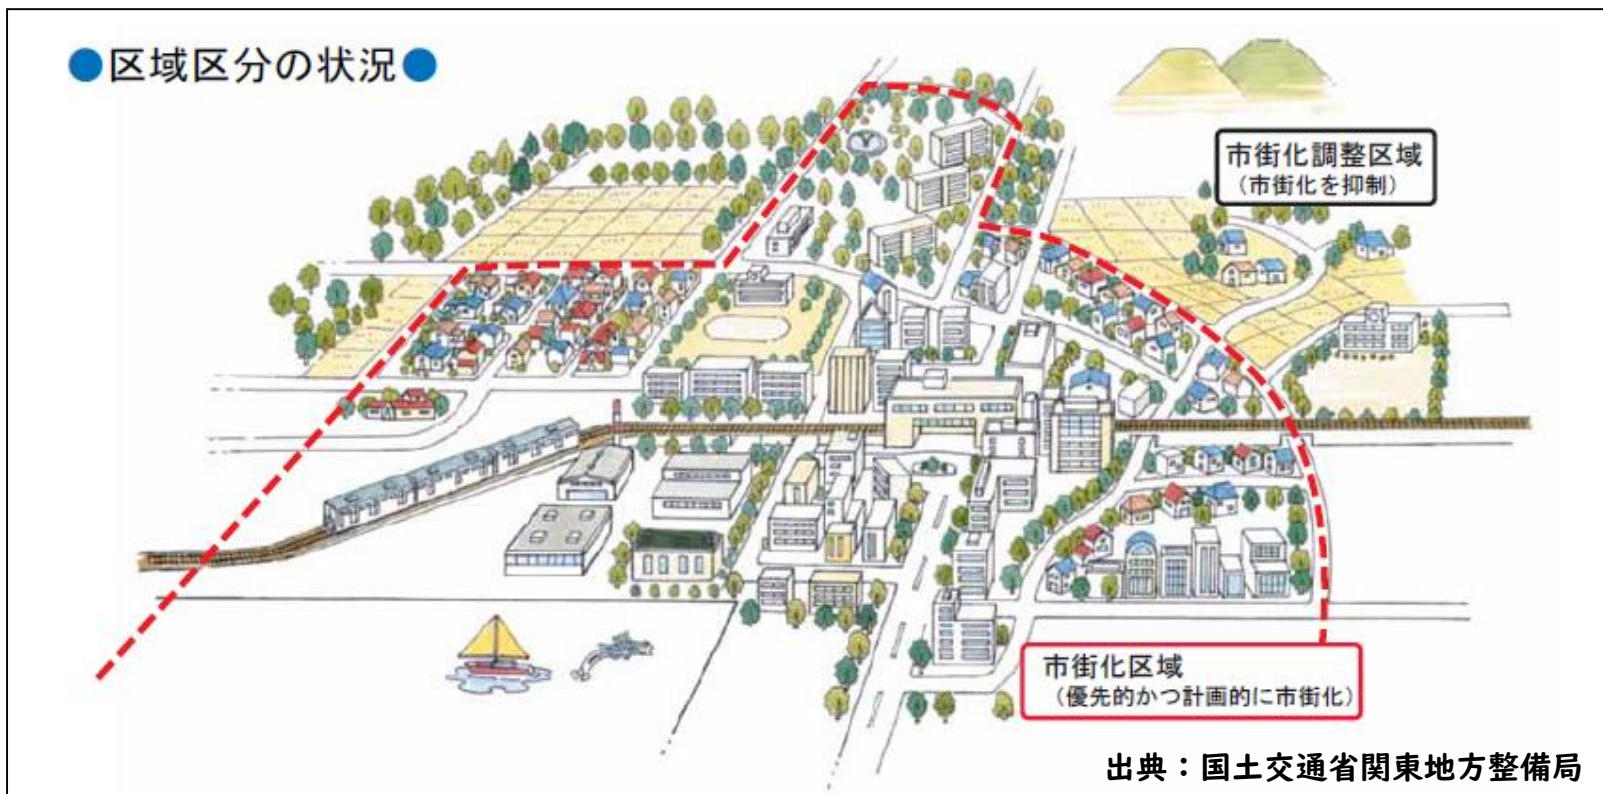 ●区域区分の状況●
市街化調整区域
（市街化を抑制）
市街化区域
（優先的かつ計画的に市街化）
出典：国土交通省関東地方整備局